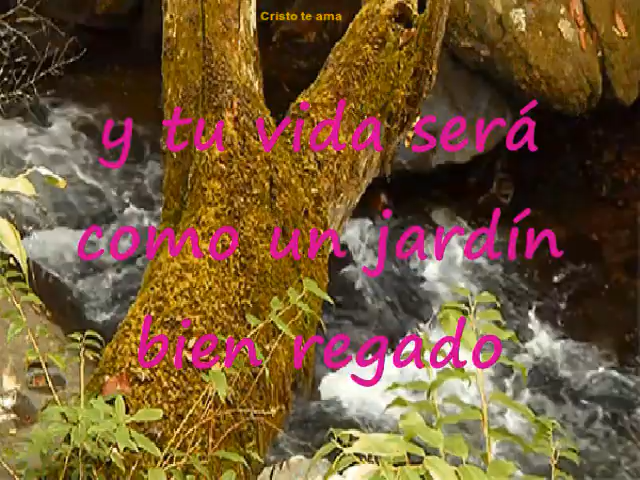 Cristo te ama
y tu vida será
como un jardín
bien regado